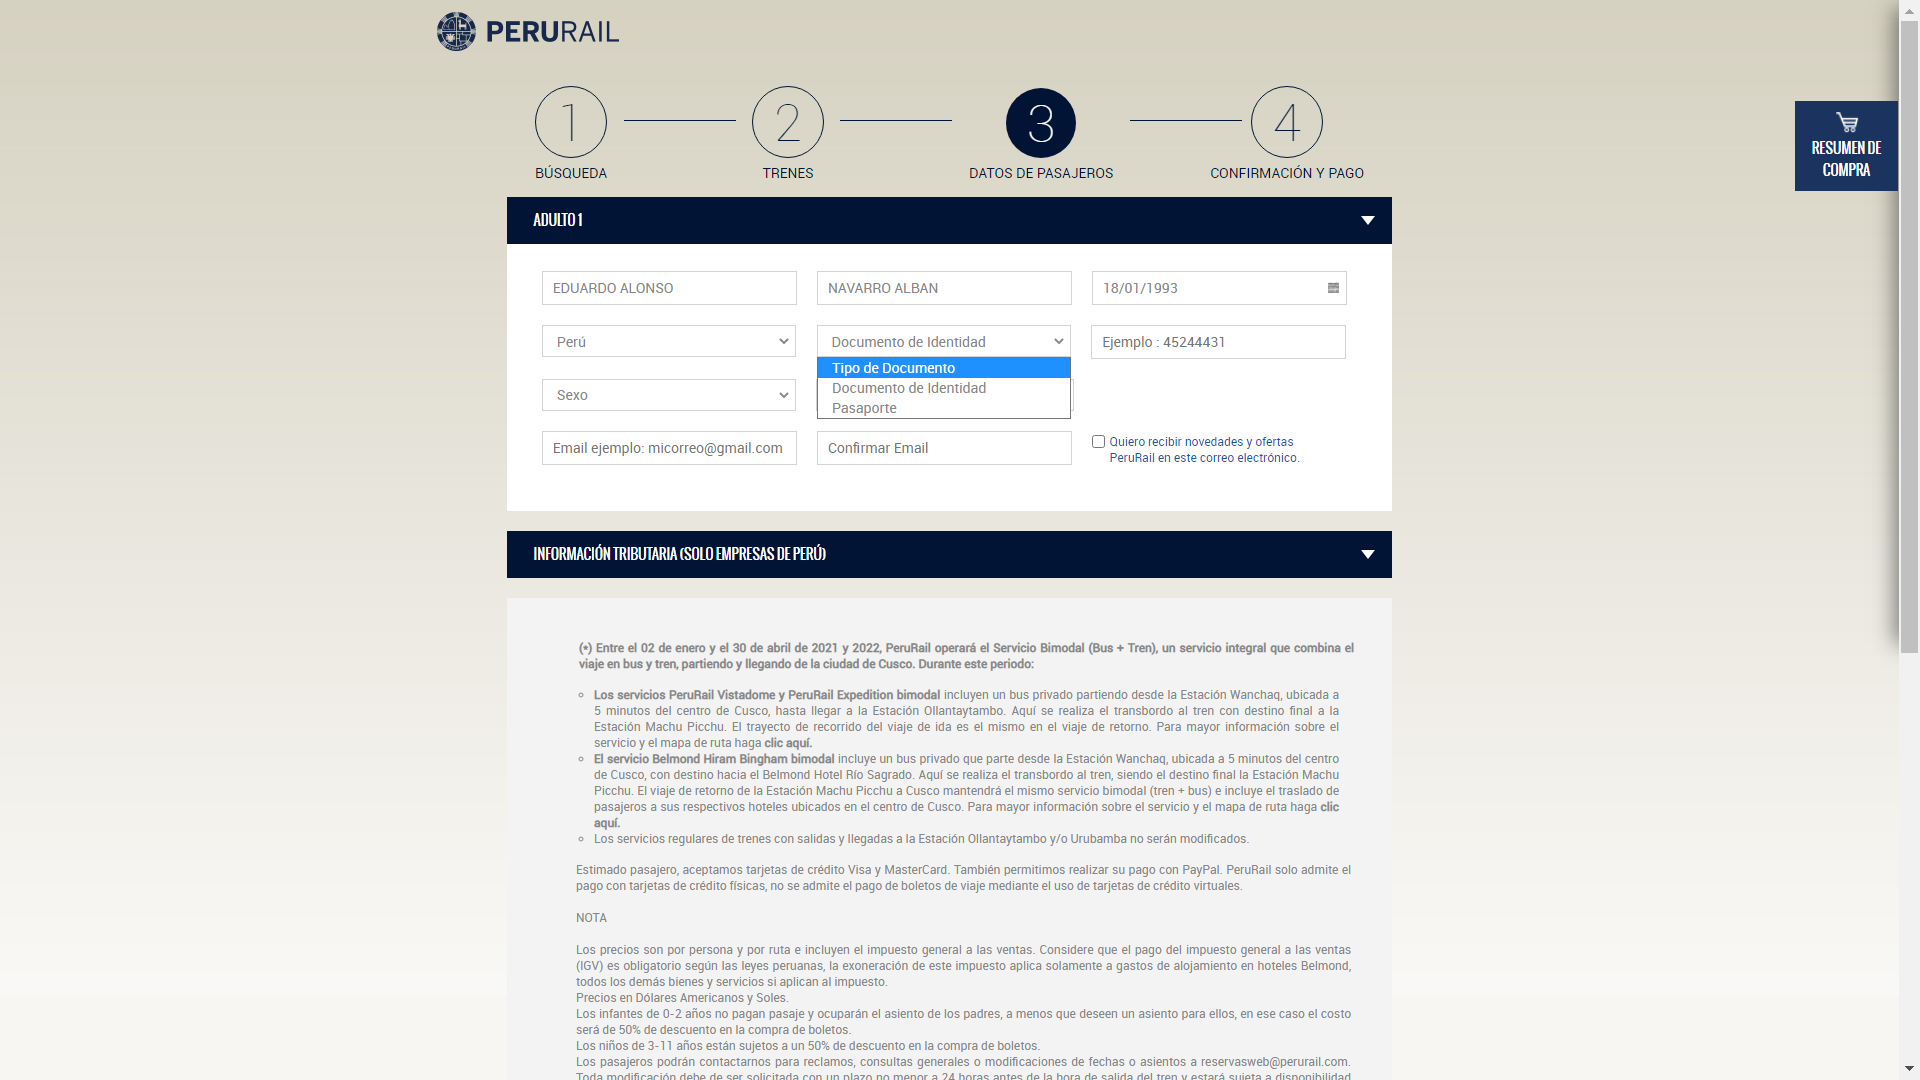 PERURAIL
1
2
3
4
BÚSQUEDA
TRENES
DATOS DE PASAJEROS
CONFIRMACIÓN Y PAGO
RESUMEN DE
COMPRA
ADULTO 1
EDUARDO ALONSO
NAVARRO ALBAN
18/01/1993
Perú
Documento de Identidad
Ejemplo : 45244431
Tipo de Documento
Documento de Identidad
Pasaporte
Sexo
Email ejemplo: micorreo@gmail.com
Confirmar Email
Quiero recibir novedades y ofertas
PeruRail en este correo electrónico.
INFORMACIÓN TRIBUTARIA (SOLO EMPRESAS DE PERÚ)
(*) Entre el 02 de enero y el 30 de abril de 2021 y 2022, PeruRail operará el Servicio Bimodal (Bus + Tren), un servicio integral que combina el
viaje en bus y tren, partiendo y llegando de la ciudad de Cusco. Durante este periodo:
Los servicios PeruRail Vistadome y PeruRail Expedition bimodal incluyen un bus privado partiendo desde la Estación Wanchaq, ubicada a
5 minutos del centro de Cusco, hasta llegar a la Estación Ollantaytambo. Aquí se realiza el transbordo al tren con destino final a la
Estación Machu Picchu. El trayecto de recorrido del viaje de ida es el mismo en el viaje de retorno. Para mayor información sobre el
servicio y el mapa de ruta haga clic aquí.
El servicio Belmond Hiram Bingham bimodal incluye un bus privado que parte desde la Estación Wanchaq, ubicada a 5 minutos del centro
de Cusco, con destino hacia el Belmond Hotel Río Sagrado. Aquí se realiza el transbordo al tren, siendo el destino final la Estación Machu
Picchu. El viaje de retorno de la Estación Machu Picchu a Cusco mantendrá el mismo servicio bimodal (tren + bus) e incluye el traslado de
pasajeros a sus respectivos hoteles ubicados en el centro de Cusco. Para mayor información sobre el servicio y el mapa de ruta haga clic
aquí.
Los servicios regulares de trenes con salidas y llegadas a la Estación Ollantaytambo y/o Urubamba no serán modificados.
Estimado pasajero, aceptamos tarjetas de crédito Visa y MasterCard. También permitimos realizar su pago con PayPal. PeruRail solo admite el
pago con tarjetas de crédito físicas, no se admite el pago de boletos de viaje mediante el uso de tarjetas de crédito virtuales.
NOTA
Los precios son por persona y por ruta e incluyen el impuesto general a las ventas. Considere que el pago del impuesto general a las ventas
(IGV) es obligatorio según las leyes peruanas, la exoneración de este impuesto aplica solamente a gastos de alojamiento en hoteles Belmond,
todos los demás bienes y servicios si aplican al impuesto.
Precios en Dólares Americanos y Soles.
Los infantes de 0-2 años no pagan pasaje y ocuparán el asiento de los padres, a menos que deseen un asiento para ellos, en ese caso el costo
será de 50% de descuento en la compra de boletos.
Los niños de 3-11 años están sujetos a un 50% de descuento en la compra de boletos.
Los pasajeros podrán contactarnos para reclamos, consultas generales o modificaciones de fechas o asientos a reservasweb@perurail.com.
Toda modificación debe de ser solicitada con un plazo no menor a 24 horas antes de la hora de salida del tren y estará sujeta a disponibilidad